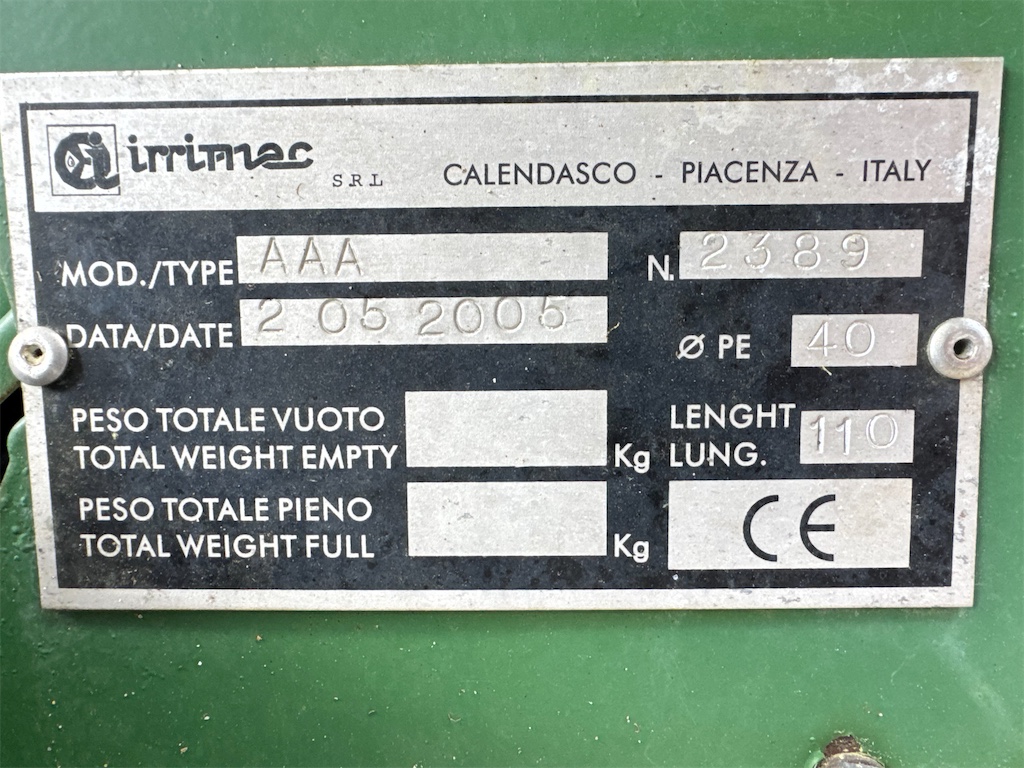 irrimec SRL CALENDASCO - PIACENZA - ITALY
MOD./TYPE AAA N. 2389
DATA/DATE 2 05 2005 Ø PE 40
PESO TOTALE VUOTO
TOTAL WEIGHT EMPTY Kg
LENGHT
LUNG. 110
PESO TOTALE PIENO
TOTAL WEIGHT FULL Kg
CE